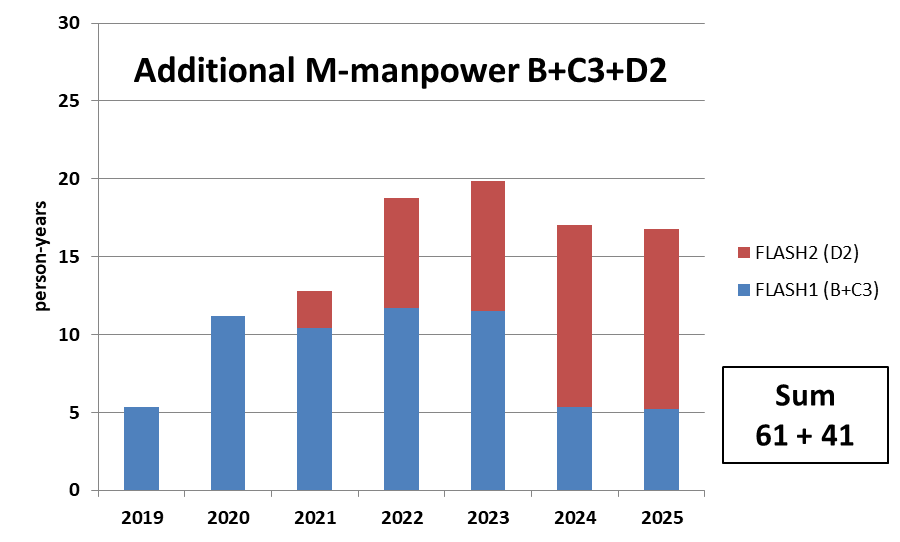 Additional M-manpower B+C3+D2
30
25
20
15
10
5
0
person-years
2019 2020 2021 2022 2023 2024 2025
FLASH2 (D2)
FLASH1 (B+C3)
Sum
61 + 41